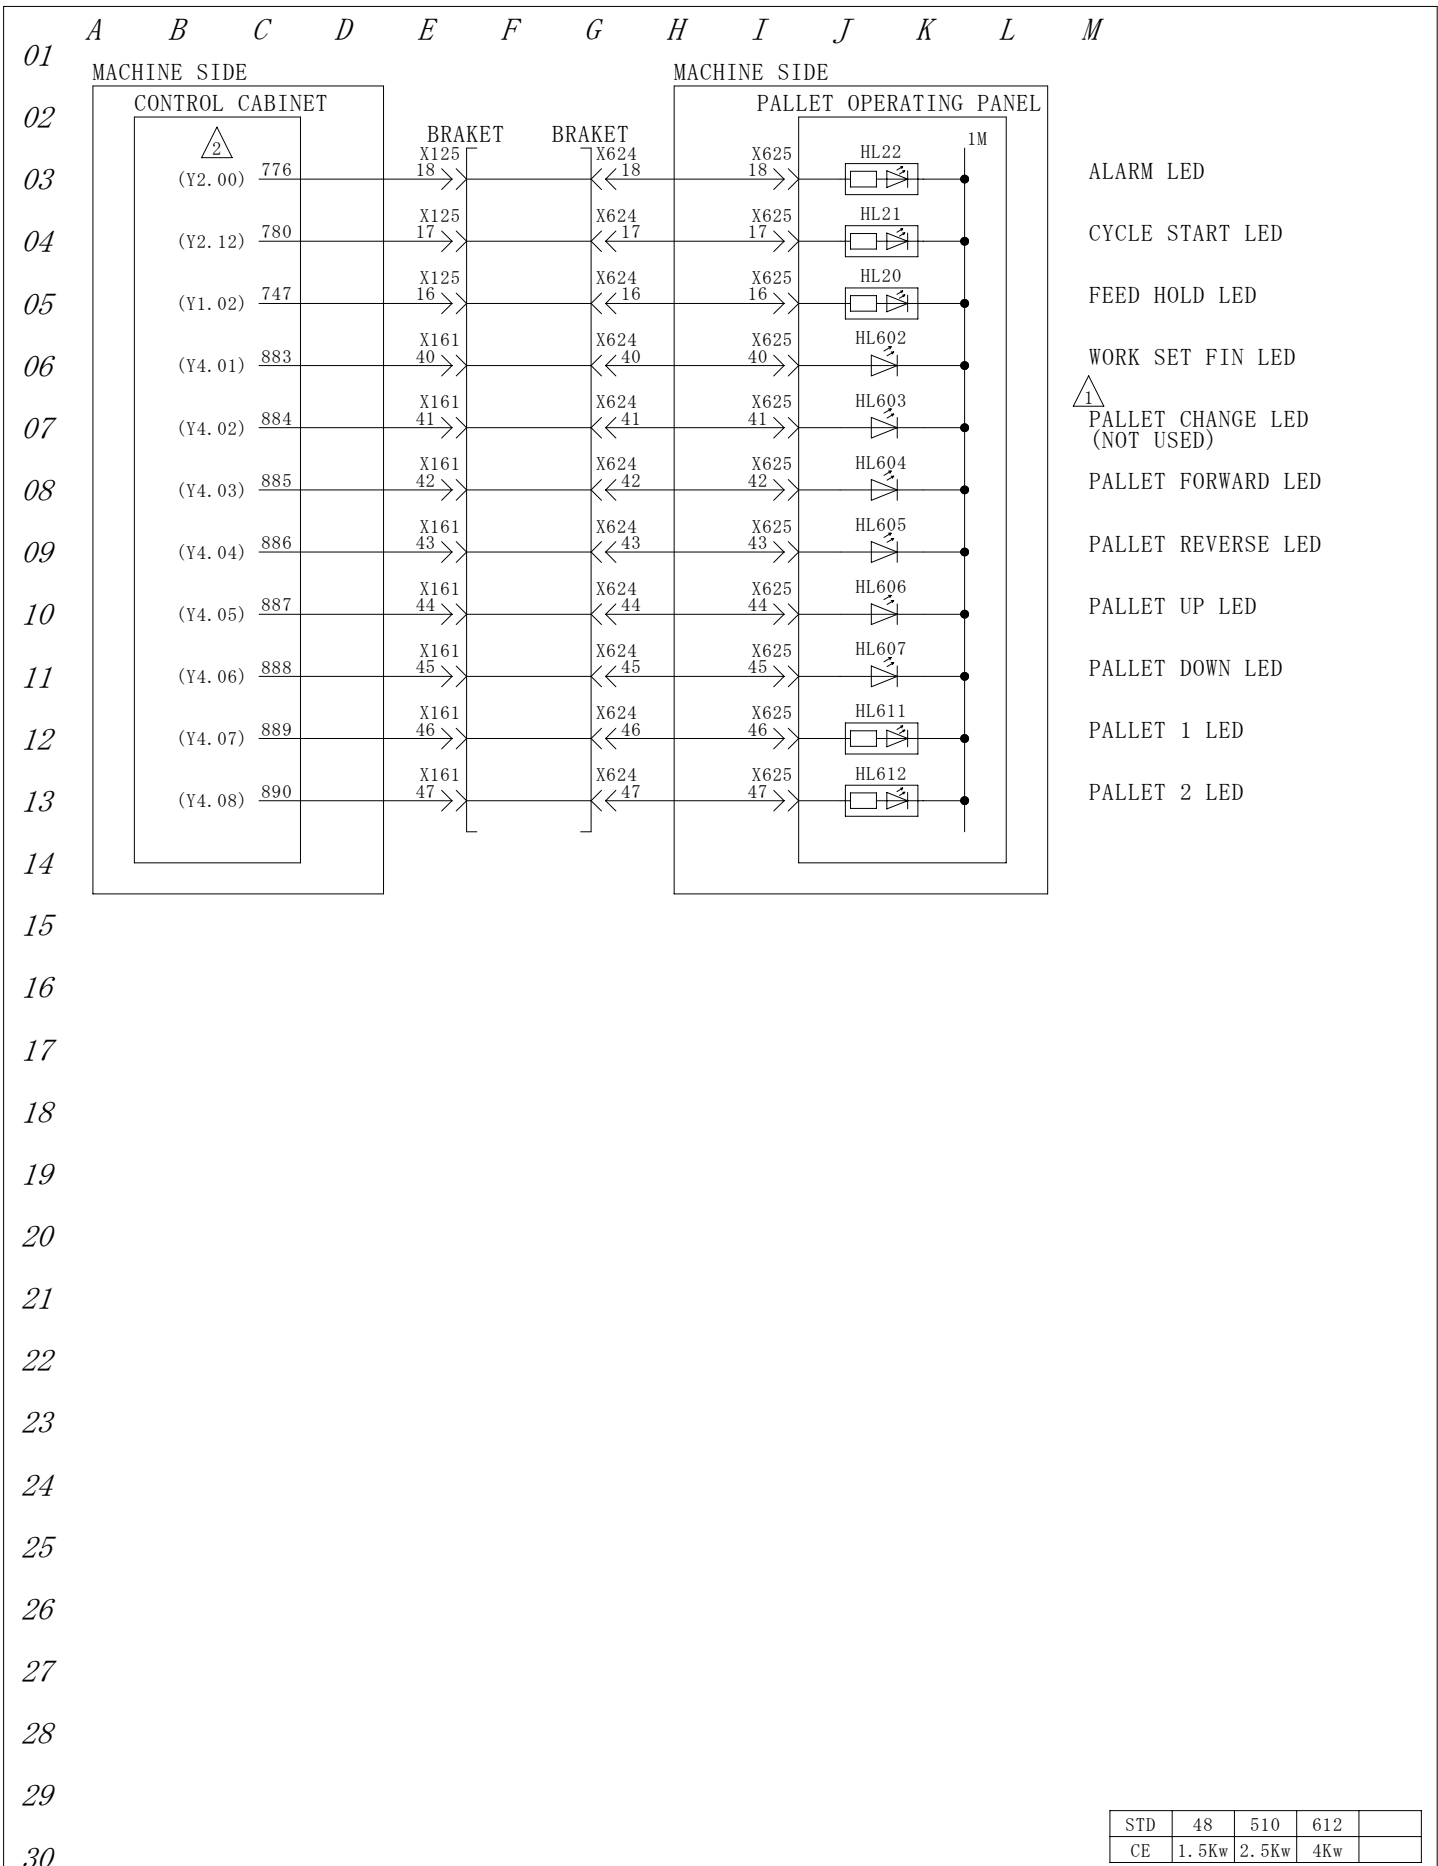 A B C D E F G H I J K L M
01
MACHINE SIDE MACHINE SIDE
CONTROL CABINET PALLET OPERATING PANEL
02
2 BRAKET BRAKET 1M
X125 X624 X625 HL22
03 (Y2.00) 776 18 18 18 ALARM LED
X125 X624 X625 HL21
04 (Y2.12) 780 17 17 17 CYCLE START LED
X125 X624 X625 HL20
05 (Y1.02) 747 16 16 16 FEED HOLD LED
X161 X624 X625 HL602
06 (Y4.01) 883 40 40 40 WORK SET FIN LED
1
X161 X624 X625 HL603
07 (Y4.02) 884 41 41 41 PALLET CHANGE LED
(NOT USED)
X161 X624 X625 HL604
08 (Y4.03) 885 42 42 42 PALLET FORWARD LED
X161 X624 X625 HL605
09 (Y4.04) 886 43 43 43 PALLET REVERSE LED
X161 X624 X625 HL606
10 (Y4.05) 887 44 44 44 PALLET UP LED
X161 X624 X625 HL607
11 (Y4.06) 888 45 45 45 PALLET DOWN LED
X161 X624 X625 HL611
12 (Y4.07) 889 46 46 46 PALLET 1 LED
X161 X624 X625 HL612
13 (Y4.08) 890 47 47 47 PALLET 2 LED
14
15
16
17
18
19
20
21
22
23
24
25
26
27
28
29
STD 48 510 612
CE 1.5Kw 2.5Kw 4Kw
30